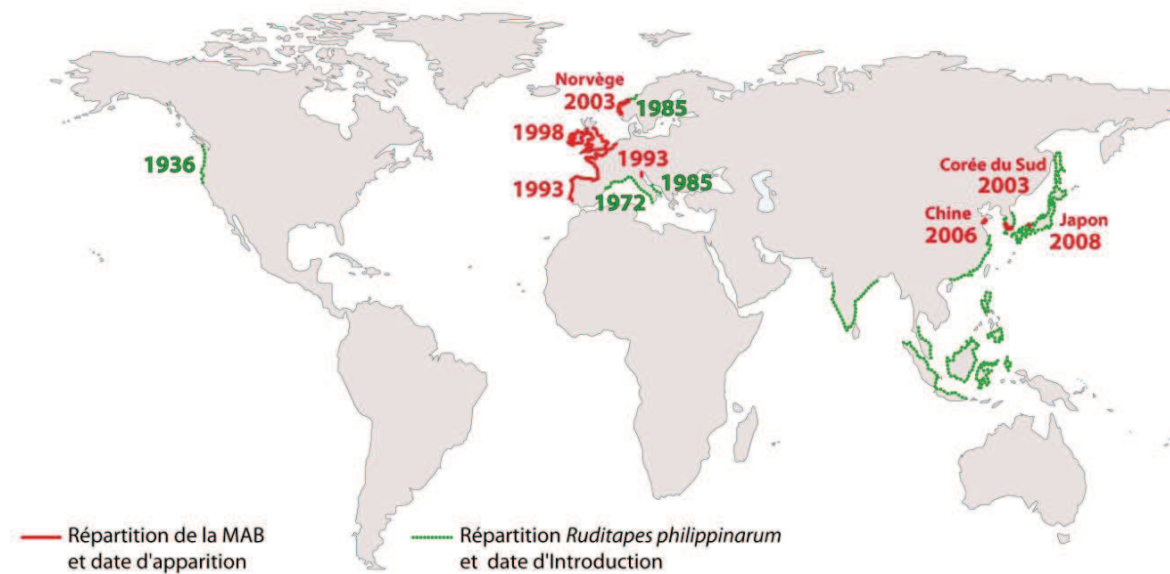 Norvège
2003
1985
1998
1993
1936
1993
1985
1972
Corée du Sud
2003
Chine
2006
Japon
2008
Répartition de la MAB
et date d'apparition
Répartition Ruditapes philippinarum
et date d'Introduction